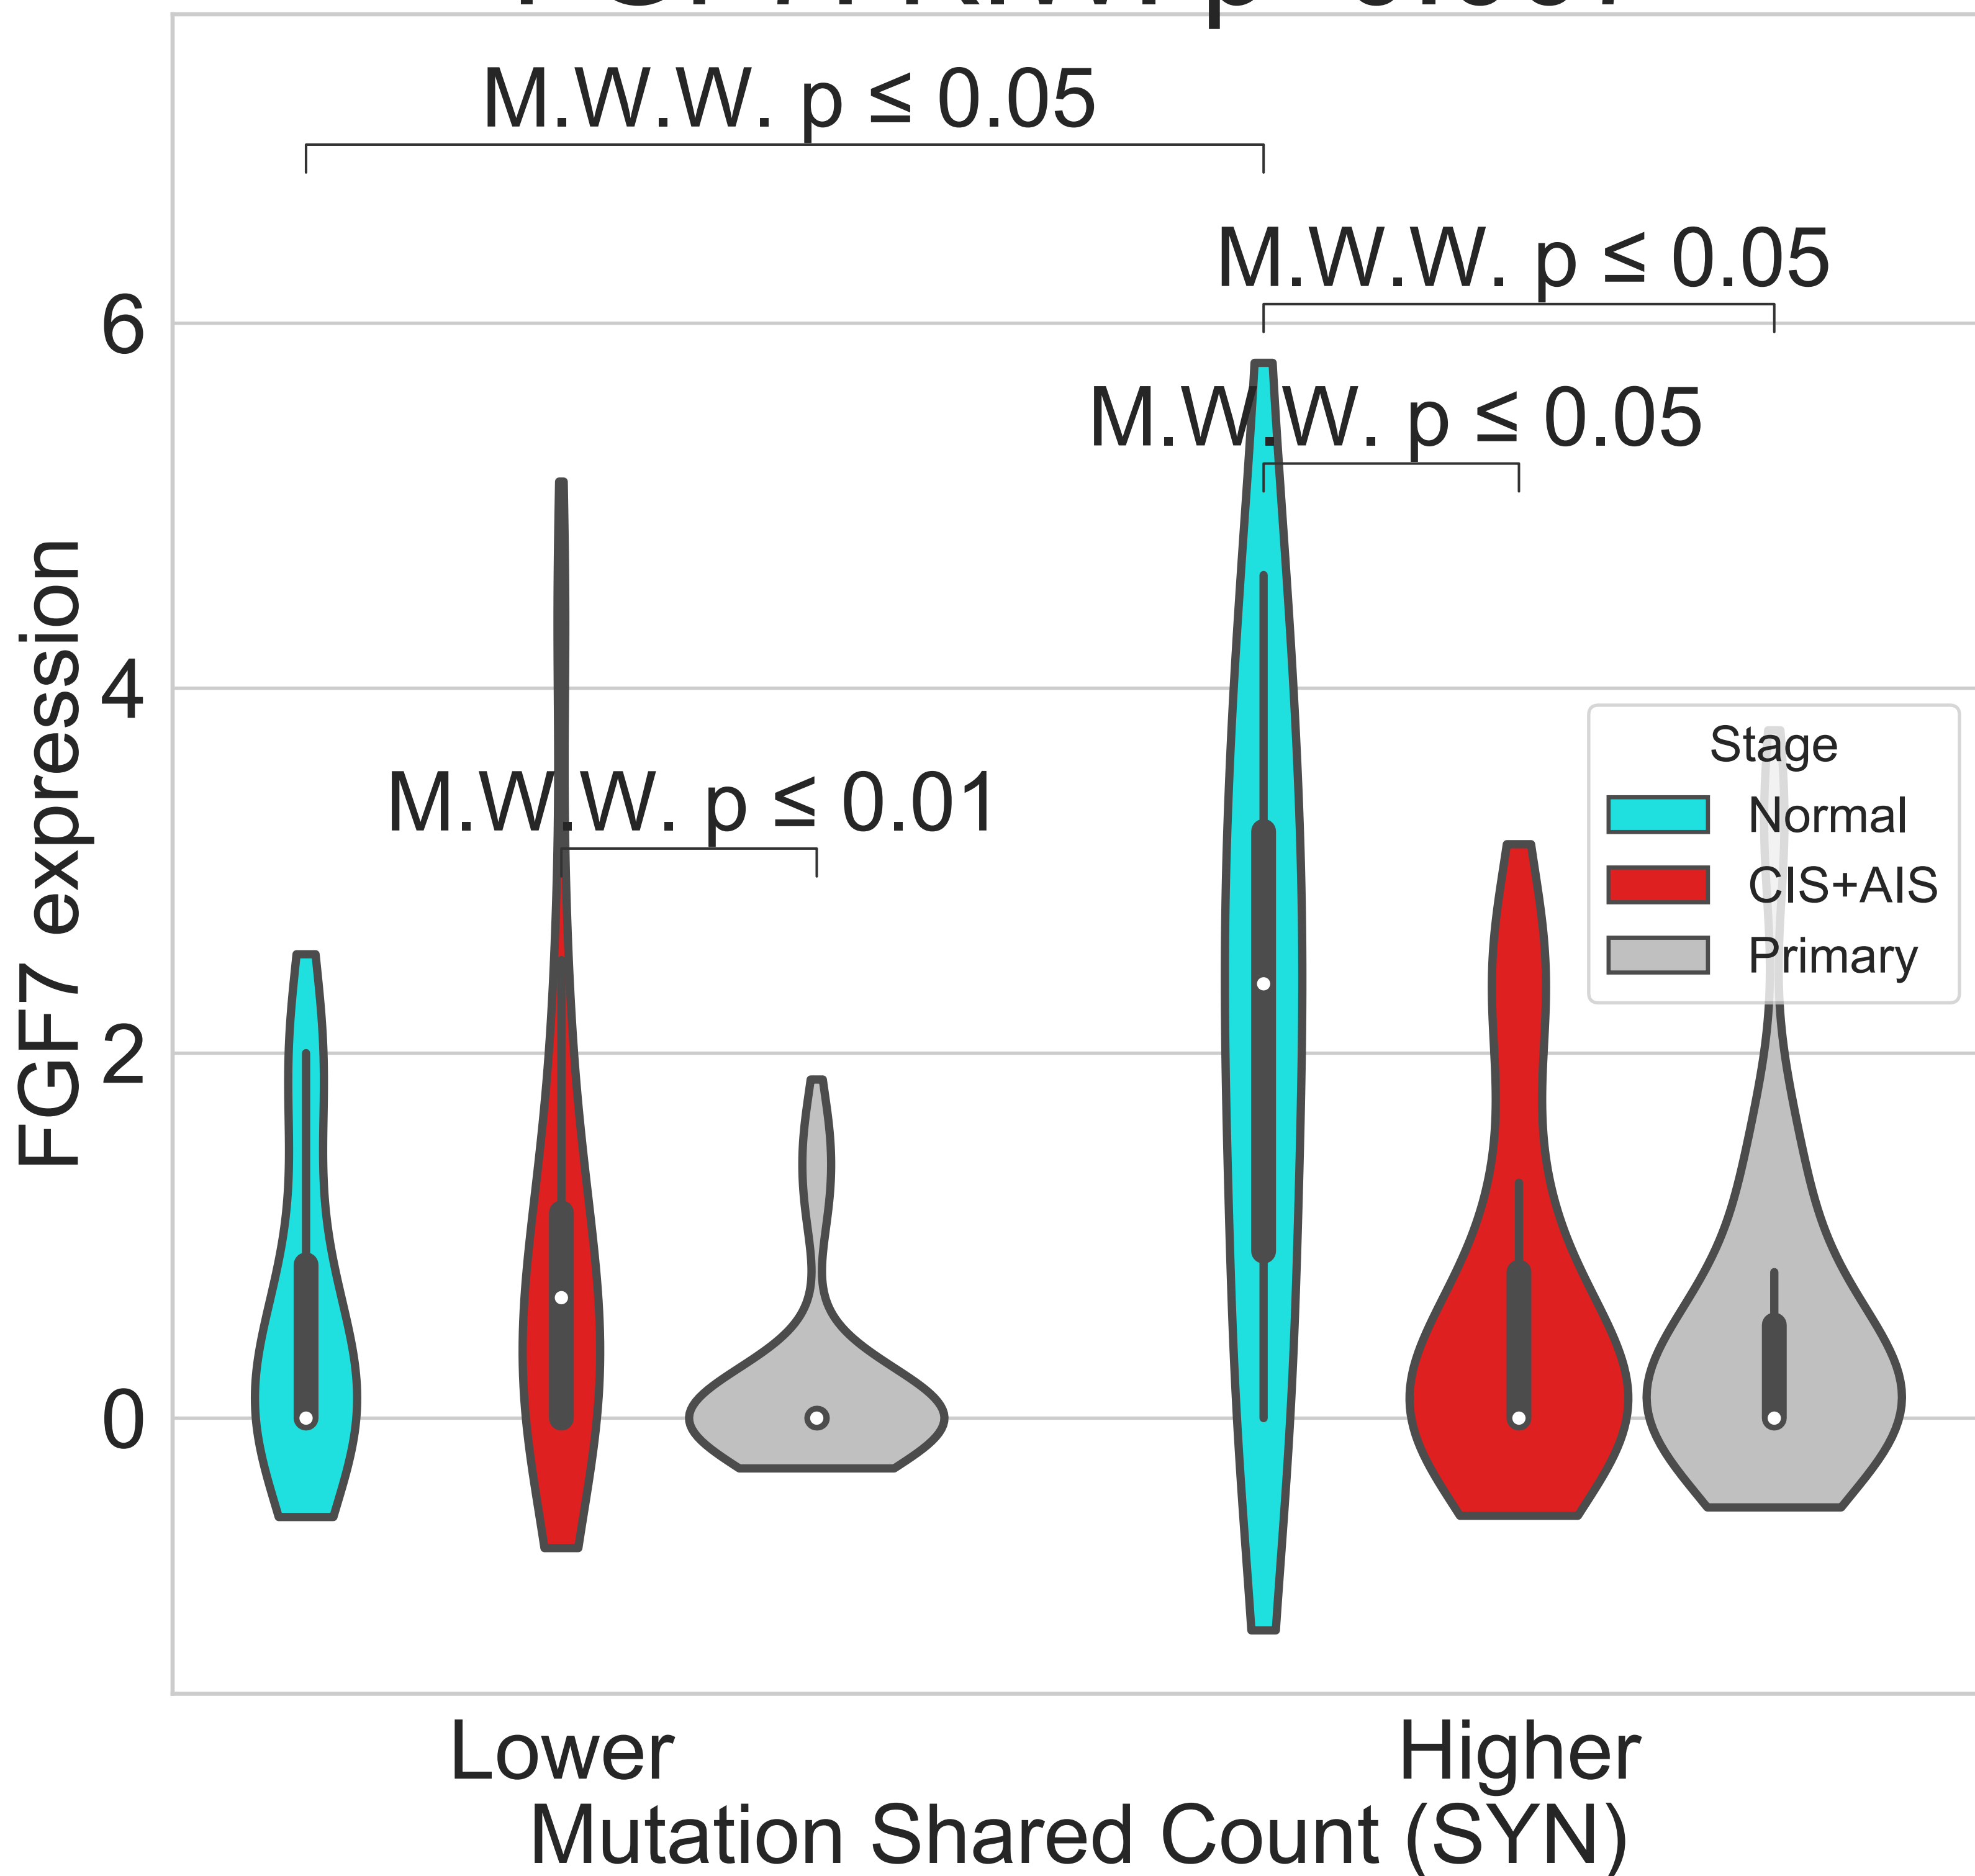 M.W.W. p ≤ 0.05
M.W.W. p ≤ 0.05
6
M.W.W. p ≤ 0.05
4
Stage
Normal
CIS+AIS
Primary
M.W.W. p ≤ 0.01
FGF7 expression
2
0
Lower
Higher
Mutation Shared Count (SYN)